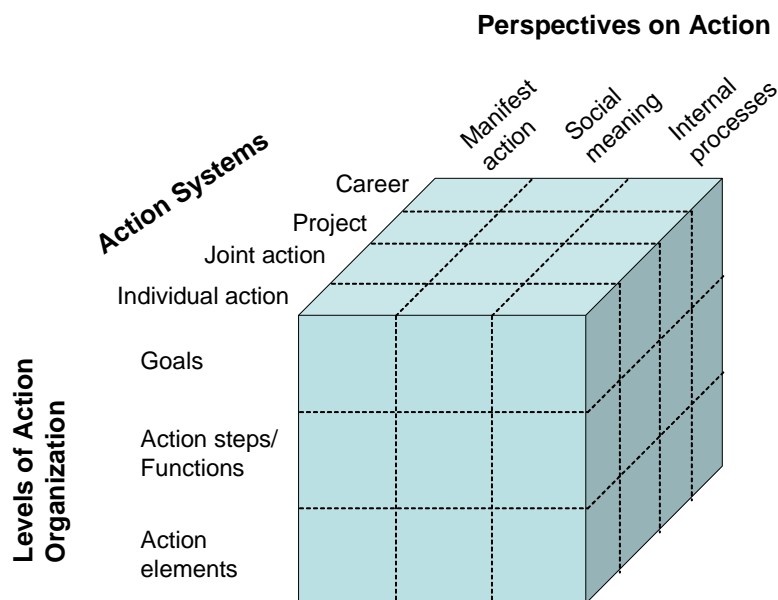 Perspectives on Action
Manifest
action
Social
meaning
Internal
processes
Action Systems
Career
Project
Joint action
Individual action
Levels of Action
Organization
Goals
Action steps/
Functions
Action
elements